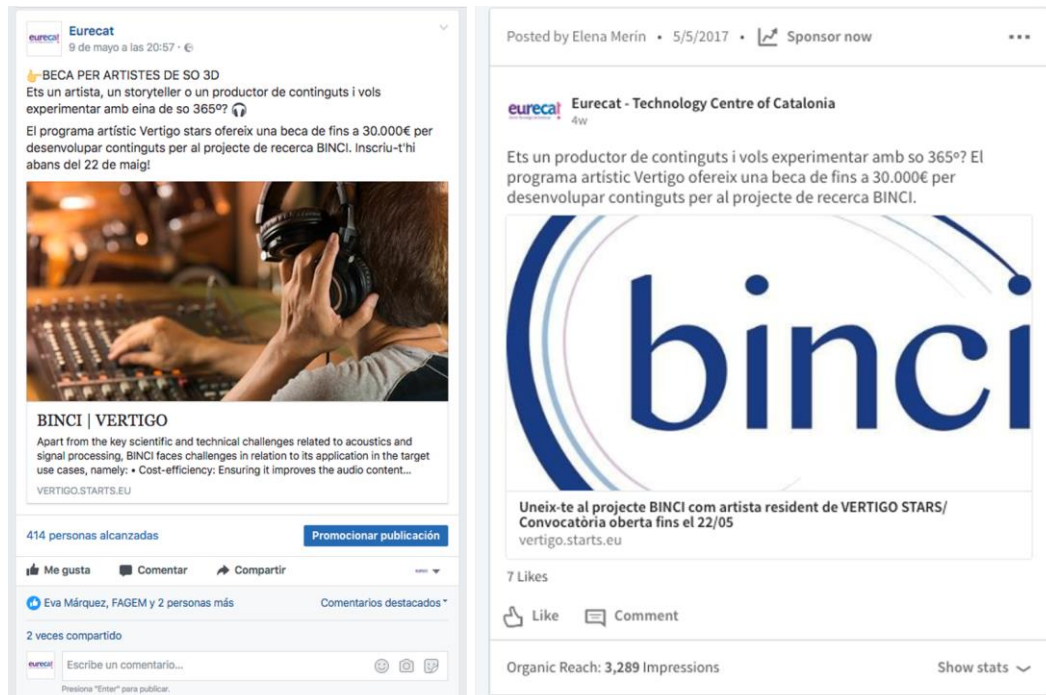 eurecat
Eurecat
9 de mayo a las 20:57 ·
👉BECA PER ARTISTES DE SO 3D
Ets un artista, un storyteller o un productor de continguts i vols
experimentar amb eina de so 365º? 🎧
El programa artístic Vertigo stars ofereix una beca de fins a 30.000€ per
desenvolupar continguts per al projecte de recerca BINCI. Inscriu-t'hi
abans del 22 de maig!
BINCI | VERTIGO
Apart from the key scientific and technical challenges related to acoustics and
signal processing, BINCI faces challenges in relation to its application in the target
use cases, namely: • Cost-efficiency: Ensuring it improves the audio content...
VERTIGO.STARTS.EU
414 personas alcanzadas
Promocionar publicación
Me gusta Comentar Compartir
Eva Márquez, FAGEM y 2 personas más Comentarios destacados
2 veces compartido
eurecat
Escribe un comentario...
Presiona "Enter" para publicar.
Posted by Elena Merín • 5/5/2017 • Sponsor now
eurecat
Eurecat - Technology Centre of Catalonia
4w
Ets un productor de continguts i vols experimentar amb so 365º? El
programa artístic Vertigo ofereix una beca de fins a 30.000€ per
desenvolupar continguts per al projecte de recerca BINCI.
binci
Uneix-te al projecte BINCI com artista resident de VERTIGO STARS/
Convocatòria oberta fins el 22/05
vertigo.starts.eu
7 Likes
Like Comment
Organic Reach: 3,289 Impressions Show stats